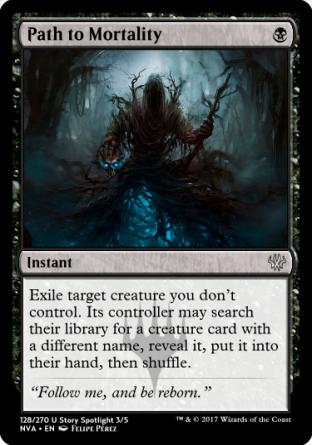 Path to Mortality
Instant
Exile target creature you don't
control. Its controller may search
their library for a creature card with
a different name, reveal it, put it into
their hand, then shuffle.
“Follow me, and be reborn.”
128/270 U Story Spotlight 3/5
NVA • EN Felipe Pérez
™ & © 2017 Wizards of the Coast